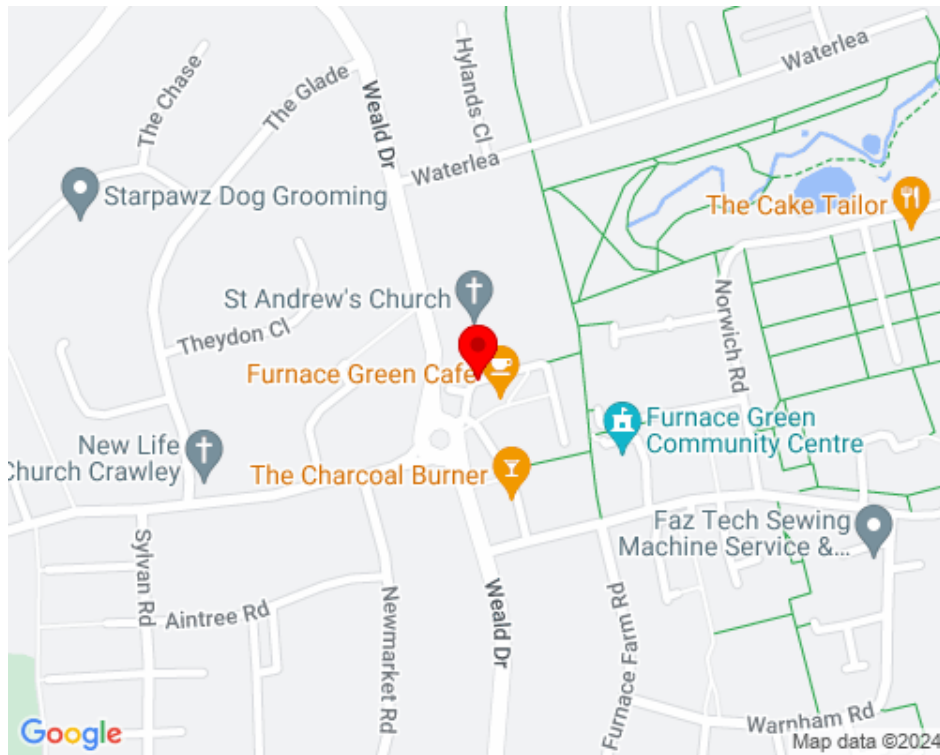 The Chase
The Glade
Weald Dr
Hylands Cl
Waterlea
Waterlea
Starpawz Dog Grooming
The Cake Tailor
St Andrew's Church
Theydon Cl
Norwich Rd
Furnace Green Cafe
New Life
Church Crawley
Furnace Green
Community Centre
The Charcoal Burner
Faz Tech Sewing
Machine Service &...
Sylvan Rd
Aintree Rd
Newmarket Rd
Weald Dr
Furnace Farm Rd
Warnham Rd
Google
Map data ©2024